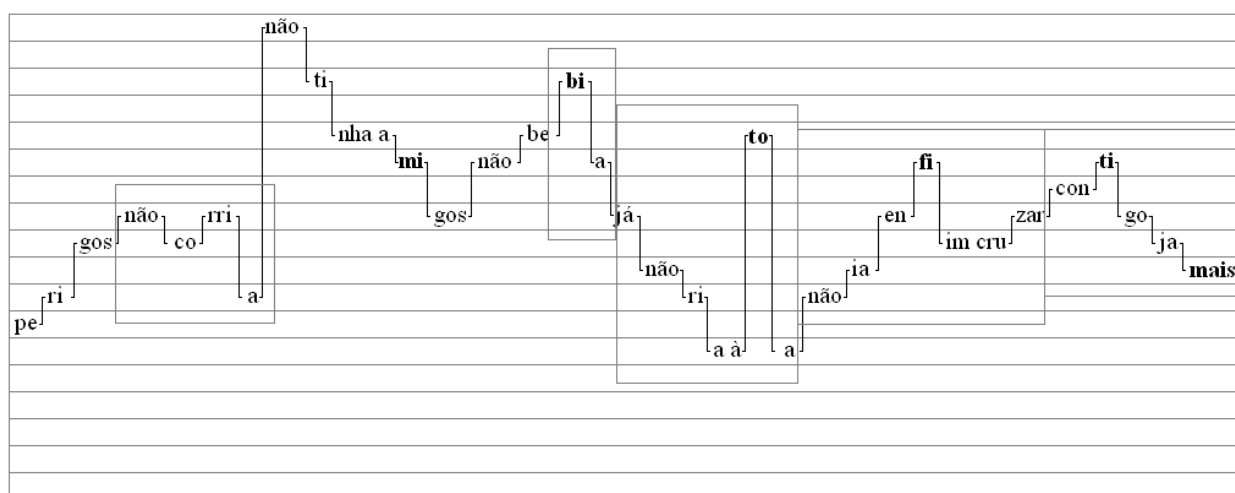 pe ri gos não co rri a não ti nha a mi gos não be bi a já não ri a à to a não ia en fi im cru zar con ti go ja mais